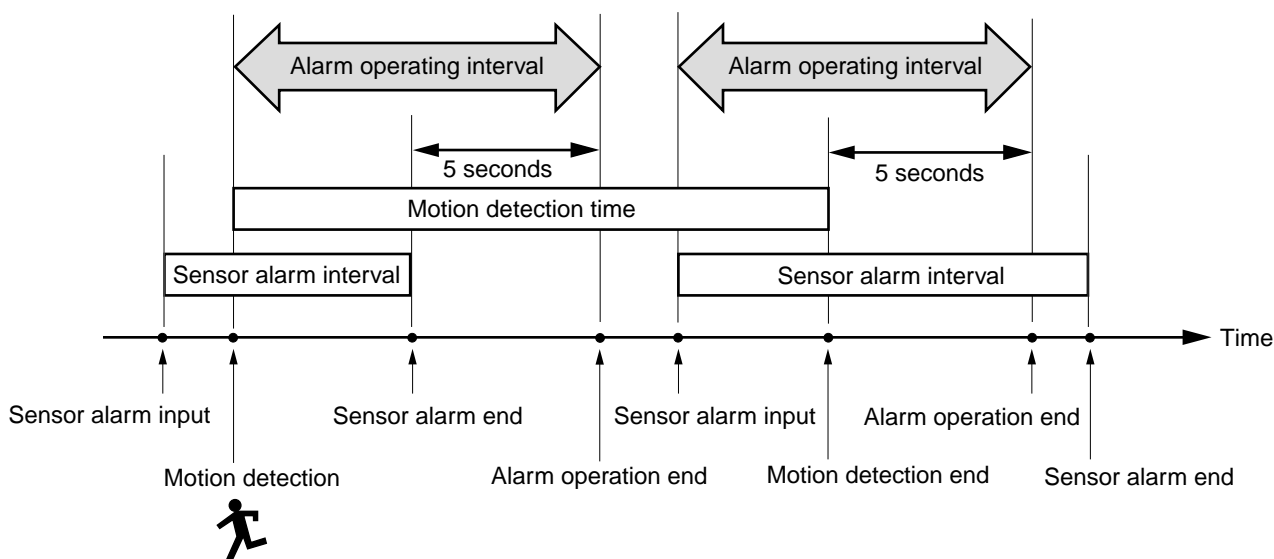 Alarm operating interval
Alarm operating interval
5 seconds
5 seconds
Motion detection time
Sensor alarm interval
Sensor alarm interval
Time
Sensor alarm input
Sensor alarm end
Sensor alarm input
Alarm operation end
Motion detection
Alarm operation end
Motion detection end
Sensor alarm end